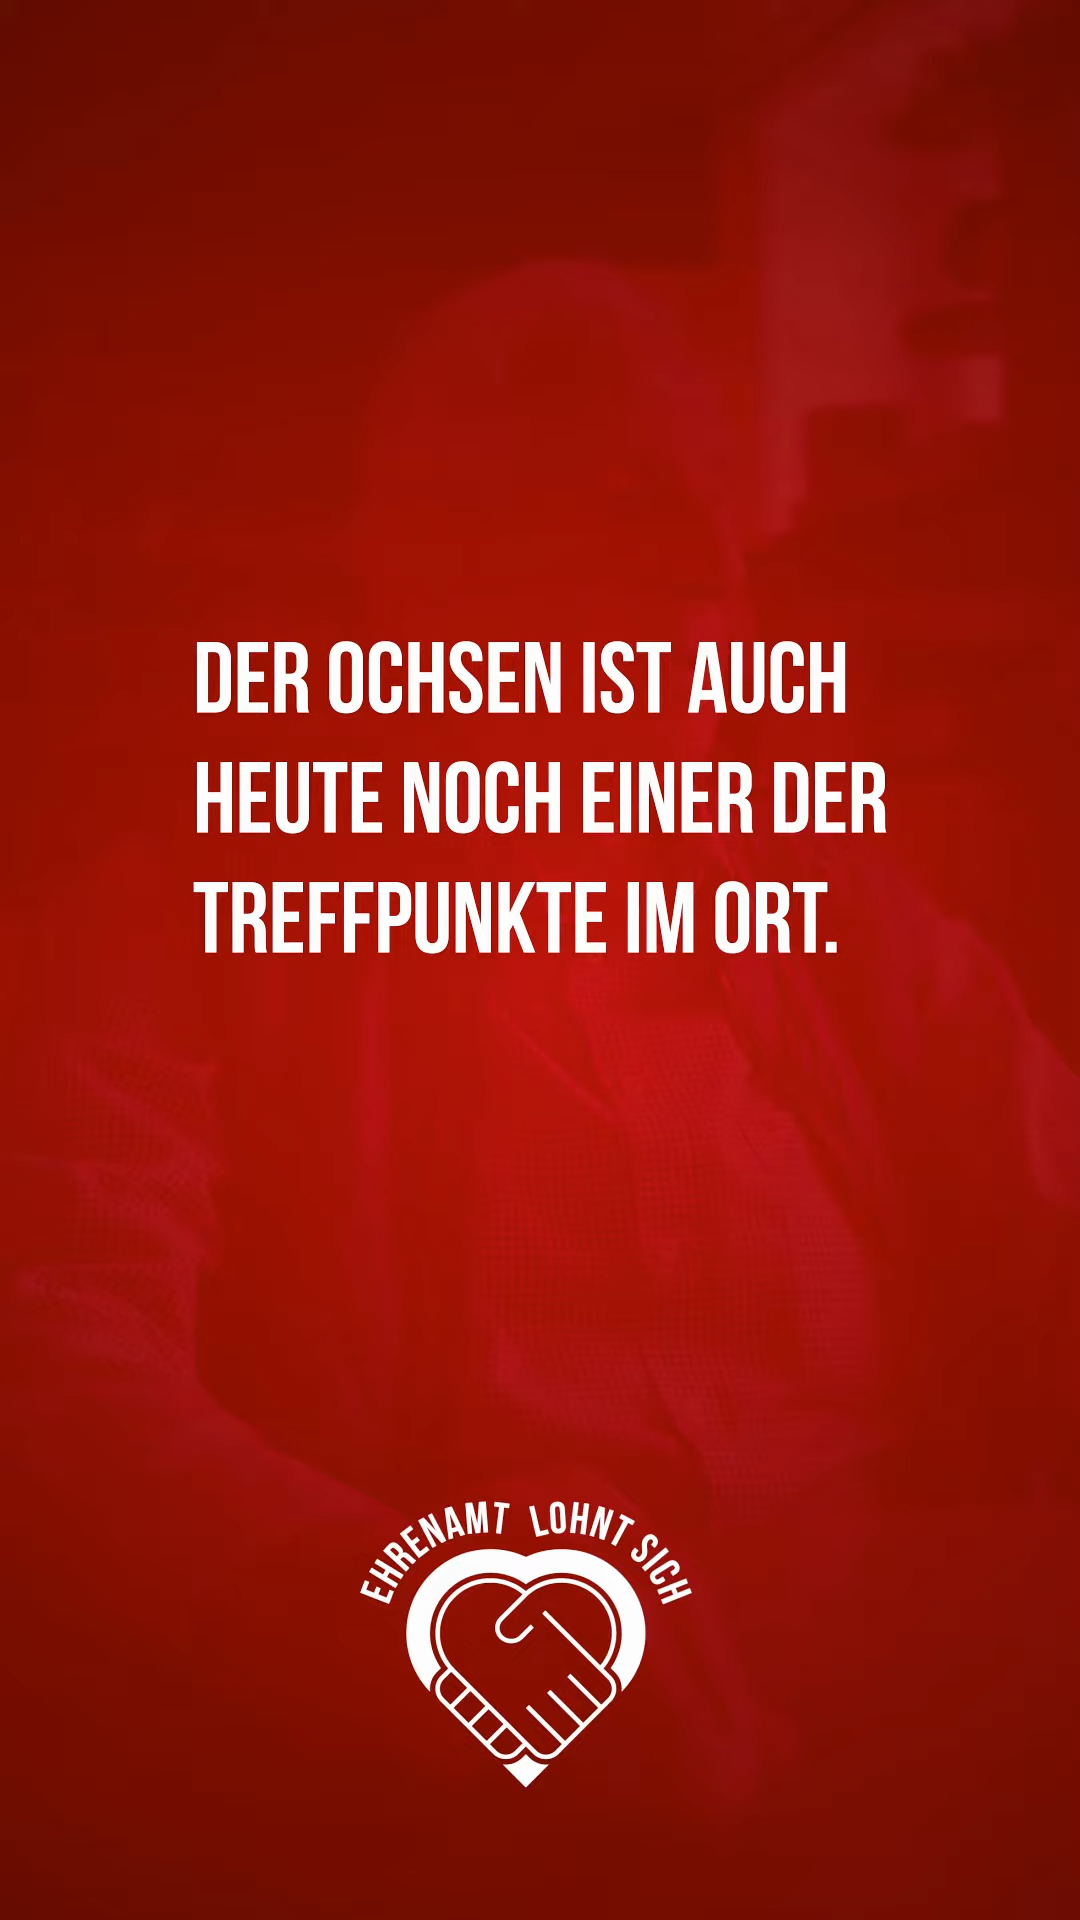 DER OCHSEN IST AUCH
HEUTE NOCH EINER DER
TREFFPUNKTE IM ORT.
EHRENAMT LOHNT SICH